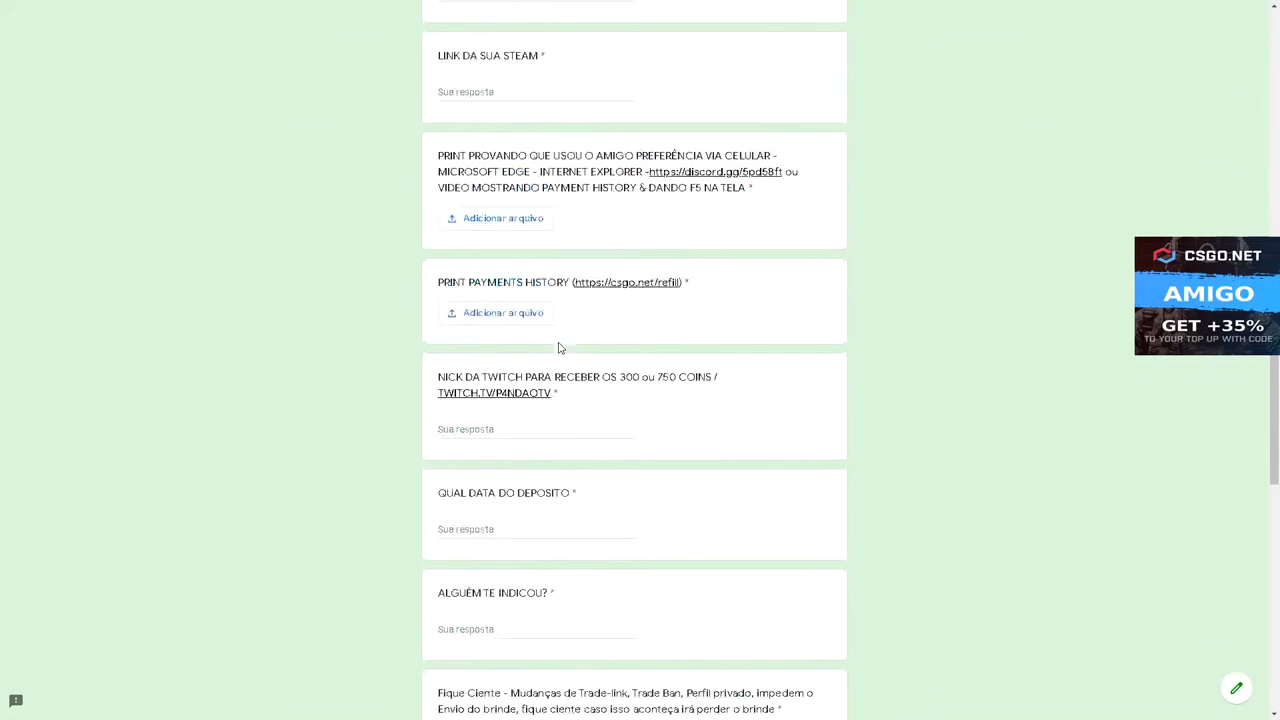 LINK DA SUA STEAM *
Sua resposta
PRINT PROVANDO QUE USOU O AMIGO PREFERÊNCIA VIA CELULAR -
MICROSOFT EDGE - INTERNET EXPLORER -https://discord.gg/5pd58ft ou
VIDEO MOSTRANDO PAYMENT HISTORY & DANDO F5 NA TELA *
Adicionar arquivo
PRINT PAYMENTS HISTORY (https://csgo.net/refill) *
Adicionar arquivo
NICK DA TWITCH PARA RECEBER OS 300 ou 750 COINS /
TWITCH.TV/P4NDAOTV *
Sua resposta
QUAL DATA DO DEPOSITO *
Sua resposta
ALGUÉM TE INDICOU? *
Sua resposta
Fique Ciente - Mudanças de Trade-link, Trade Ban, Perfil privado, impedem o
Envio do brinde, fique ciente caso isso aconteça irá perder o brinde *
CSGO.NET
AMIGO
GET +35%
TO YOUR TOP UP WITH CODE